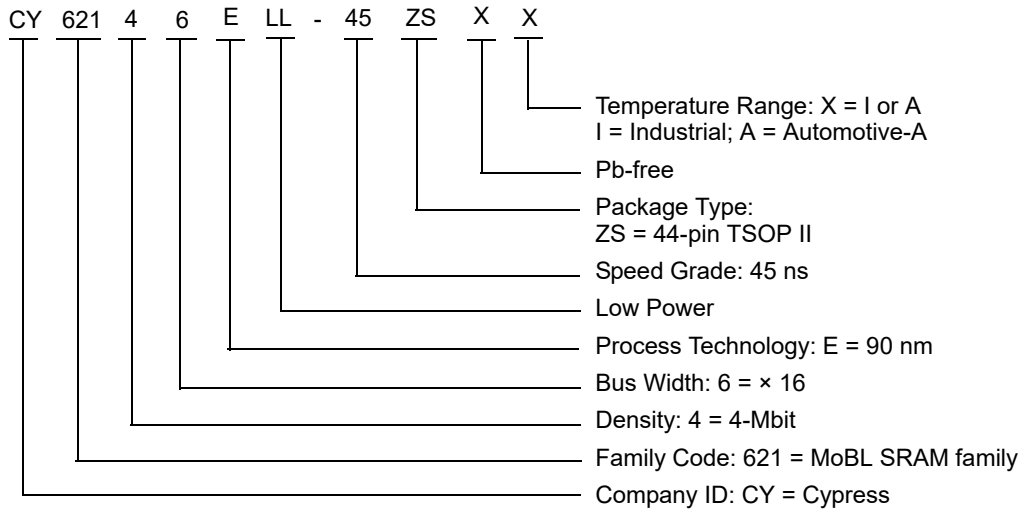 CY 621 4 6 E LL - 45 ZS X X
Temperature Range: X = I or A
I = Industrial; A = Automotive-A
Pb-free
Package Type:
ZS = 44-pin TSOP II
Speed Grade: 45 ns
Low Power
Process Technology: E = 90 nm
Bus Width: 6 = × 16
Density: 4 = 4-Mbit
Family Code: 621 = MoBL SRAM family
Company ID: CY = Cypress